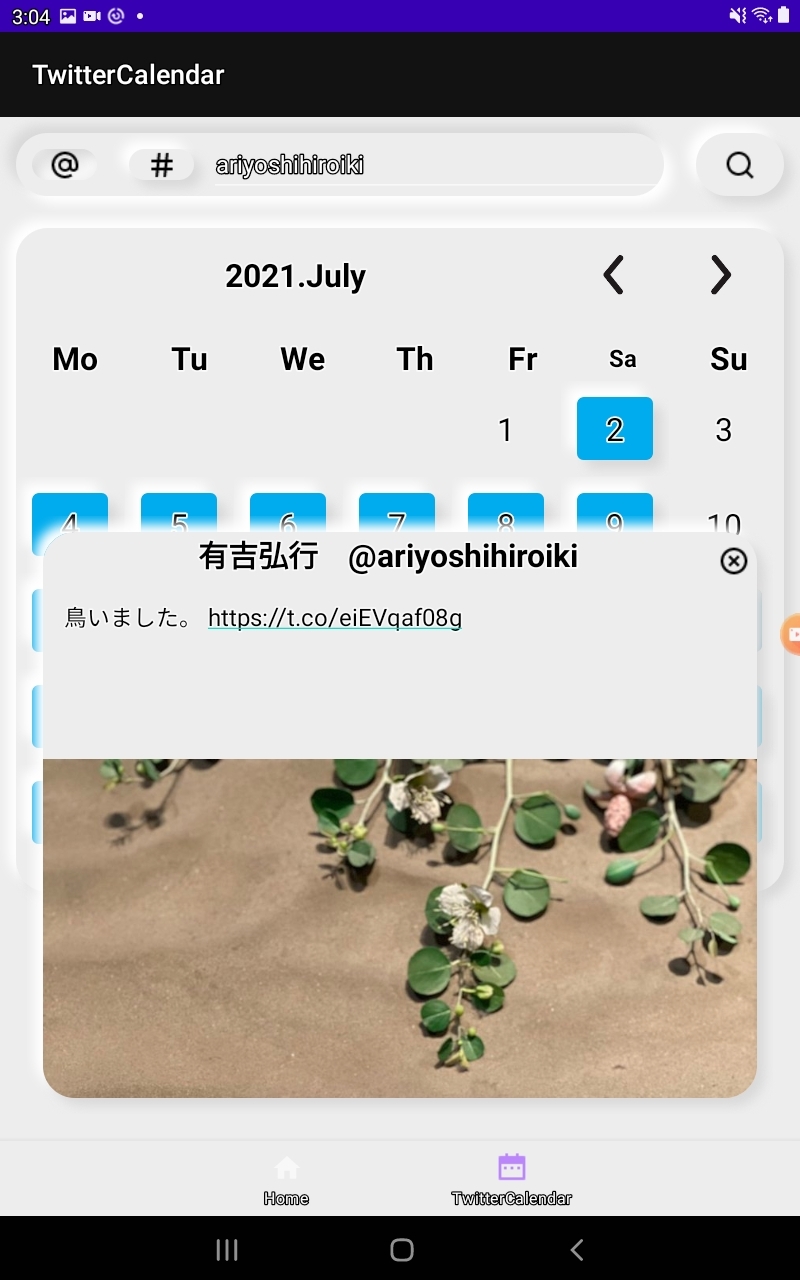 3:04
TwitterCalendar
@ # ariyoshihiroiki
2021.July
Mo Tu We Th Fr Sa Su
1 2 3
4 5 6 7 8 9 10
有吉弘行　@ariyoshihiroiki
鳥いました。 https://t.co/eiEVqaf08g
Home TwitterCalendar